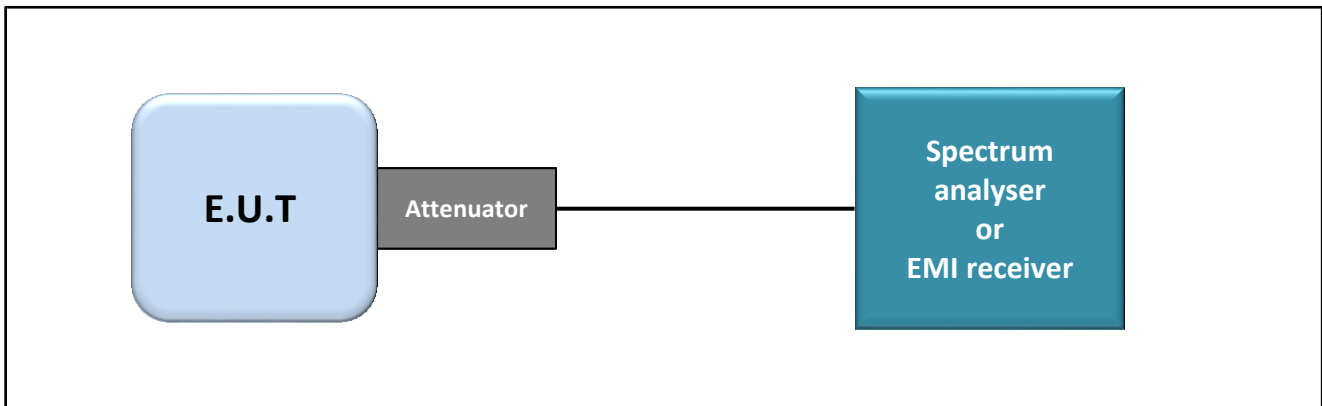 E.U.T
Attenuator
Spectrum
analyser
or
EMI receiver